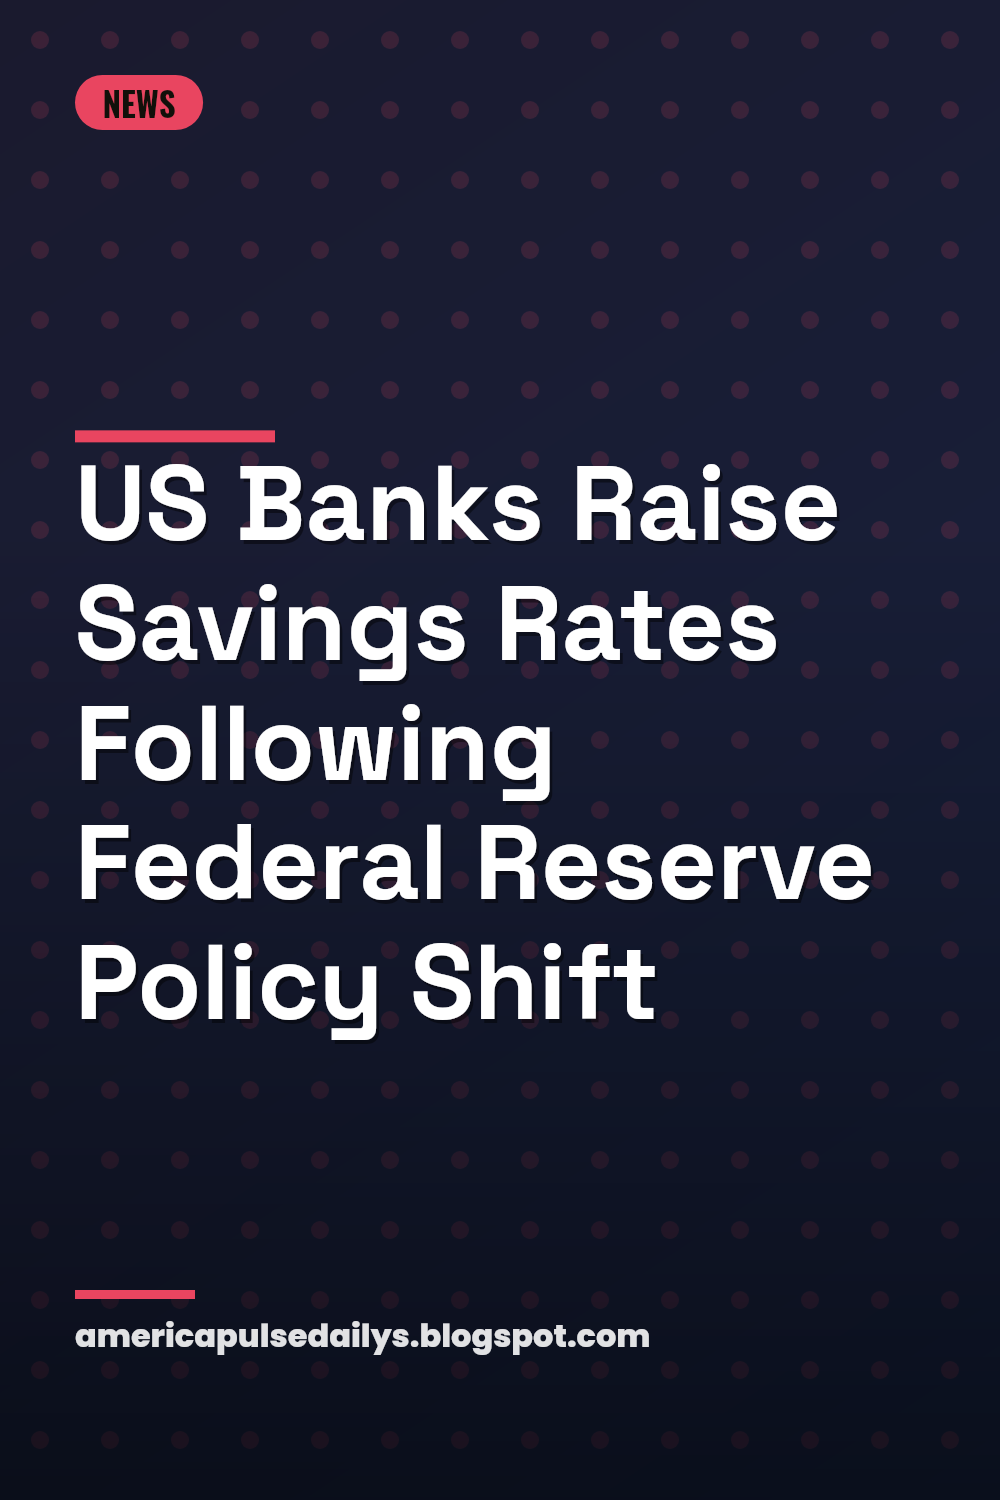 NEWS
US Banks Raise
Savings Rates
Following
Federal Reserve
Policy Shift
americapulsedailys.blogspot.com